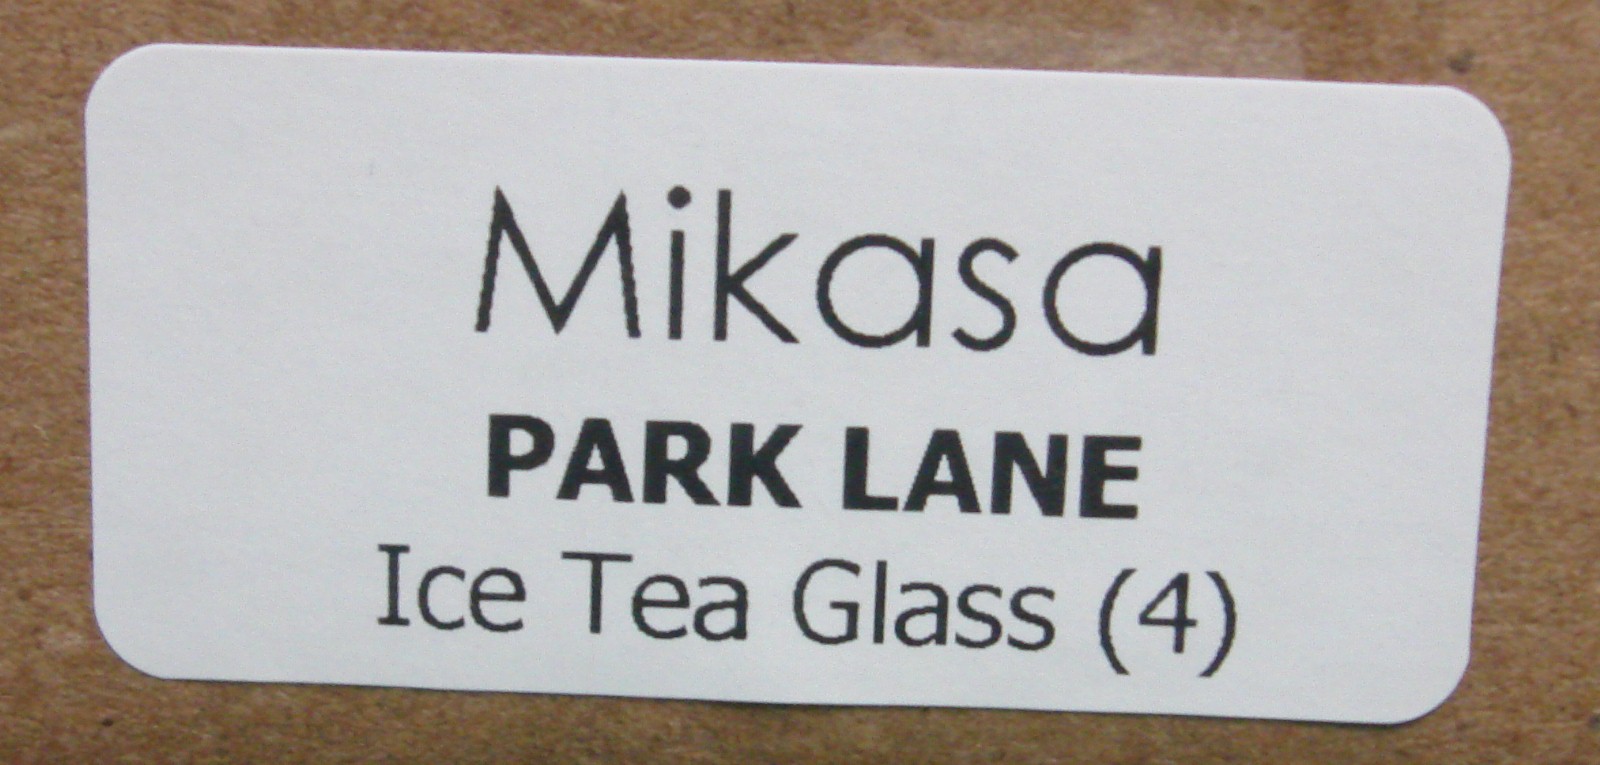 Mikasa
PARK LANE
Ice Tea Glass (4)